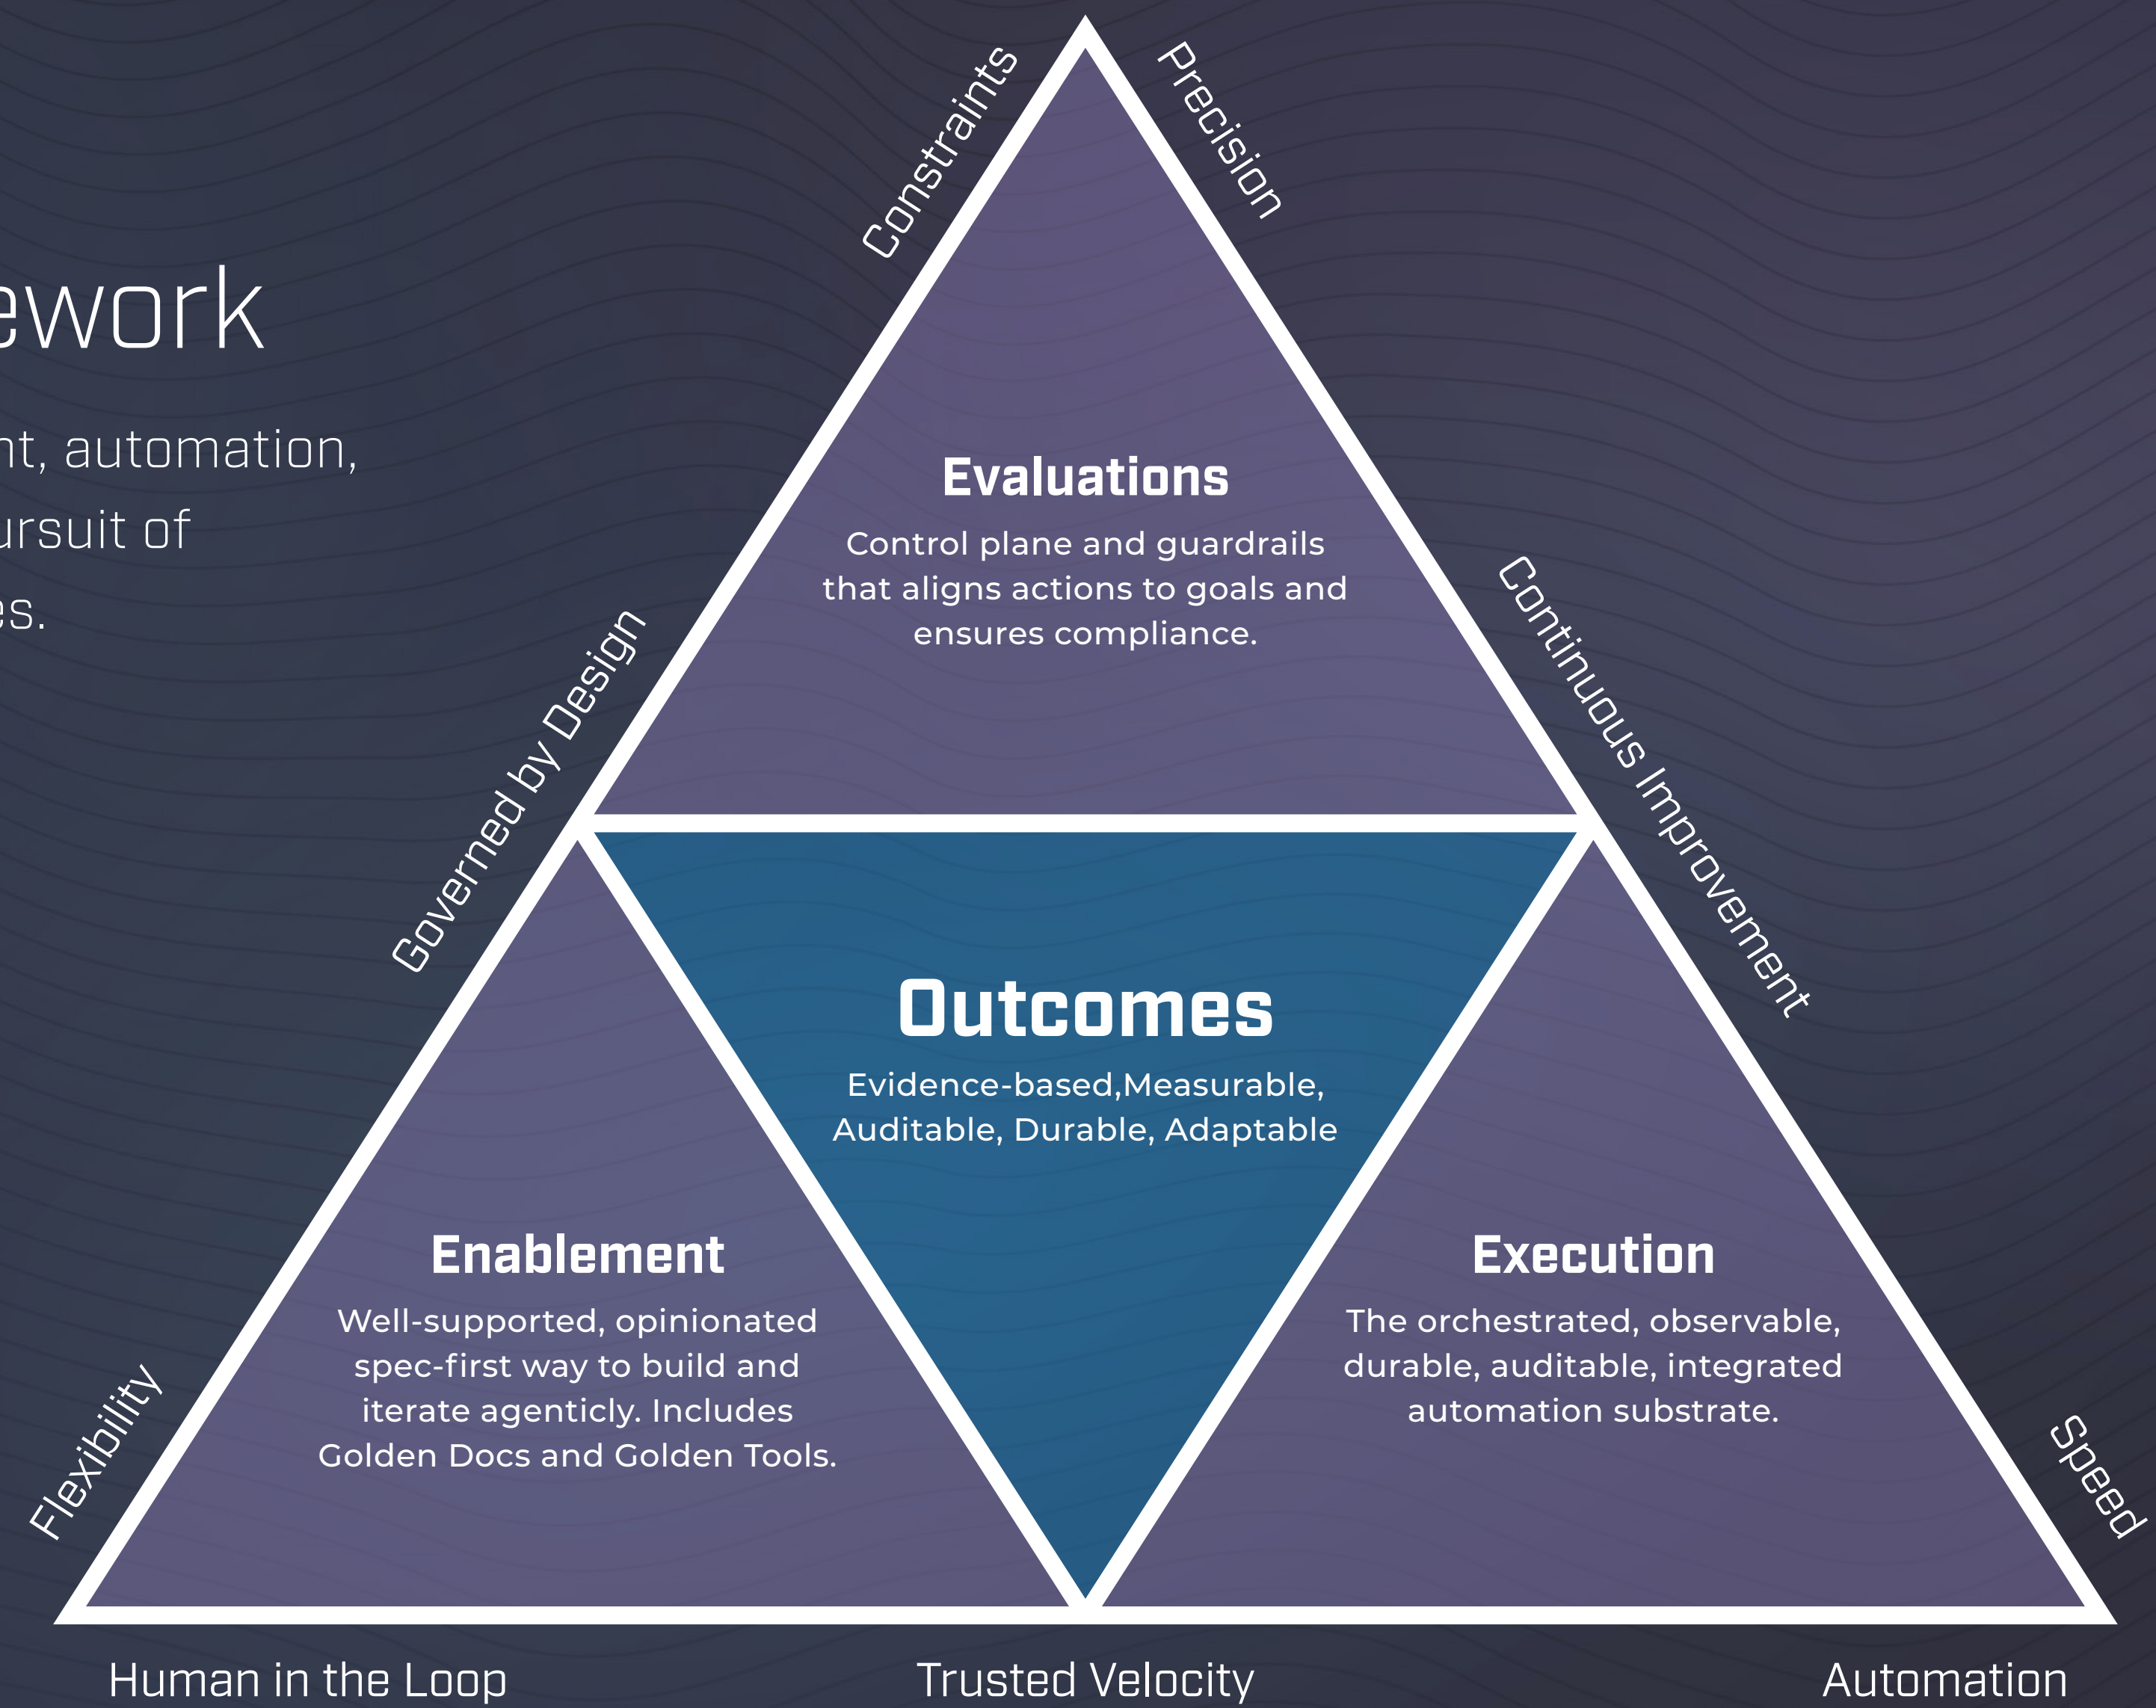 ework
nt, automation,
ursuit of
es.
Constraints
Precision
Evaluations
Control plane and guardrails
that aligns actions to goals and
ensures compliance.
Governed by Design
Continuous Improvement
Outcomes
Evidence-based,Measurable,
Auditable, Durable, Adaptable
Enablement
Well-supported, opinionated
spec-first way to build and
iterate agenticly. Includes
Golden Docs and Golden Tools.
Execution
The orchestrated, observable,
durable, auditable, integrated
automation substrate.
Flexibility
Speed
Human in the Loop
Trusted Velocity
Automation